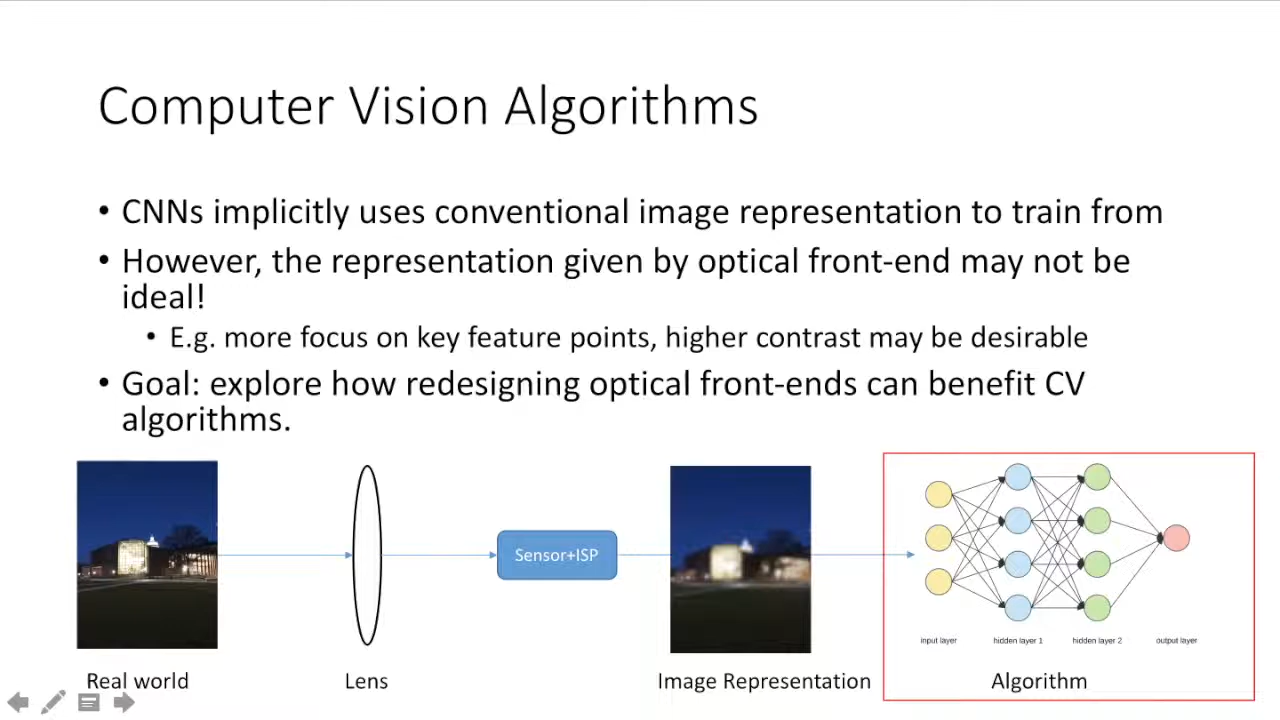 Computer Vision Algorithms
• CNNs implicitly uses conventional image representation to train from
• However, the representation given by optical front-end may not be
ideal!
• E.g. more focus on key feature points, higher contrast may be desirable
• Goal: explore how redesigning optical front-ends can benefit CV
algorithms.
Sensor+ISP
input layer hidden layer 1 hidden layer 2 output layer
Real world Lens Image Representation Algorithm